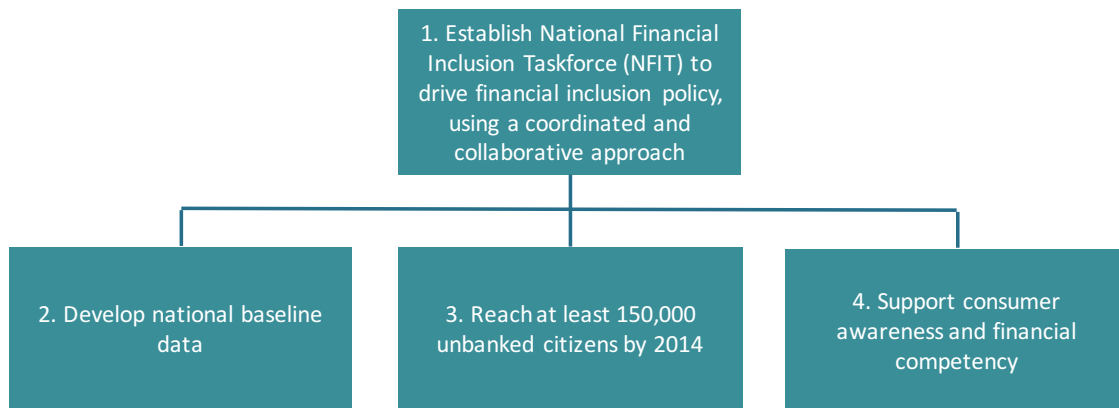 1. Establish National Financial
Inclusion Taskforce (NFIT) to
drive financial inclusion policy,
using a coordinated and
collaborative approach
2. Develop national baseline
data
3. Reach at least 150,000
unbanked citizens by 2014
4. Support consumer
awareness and financial
competency